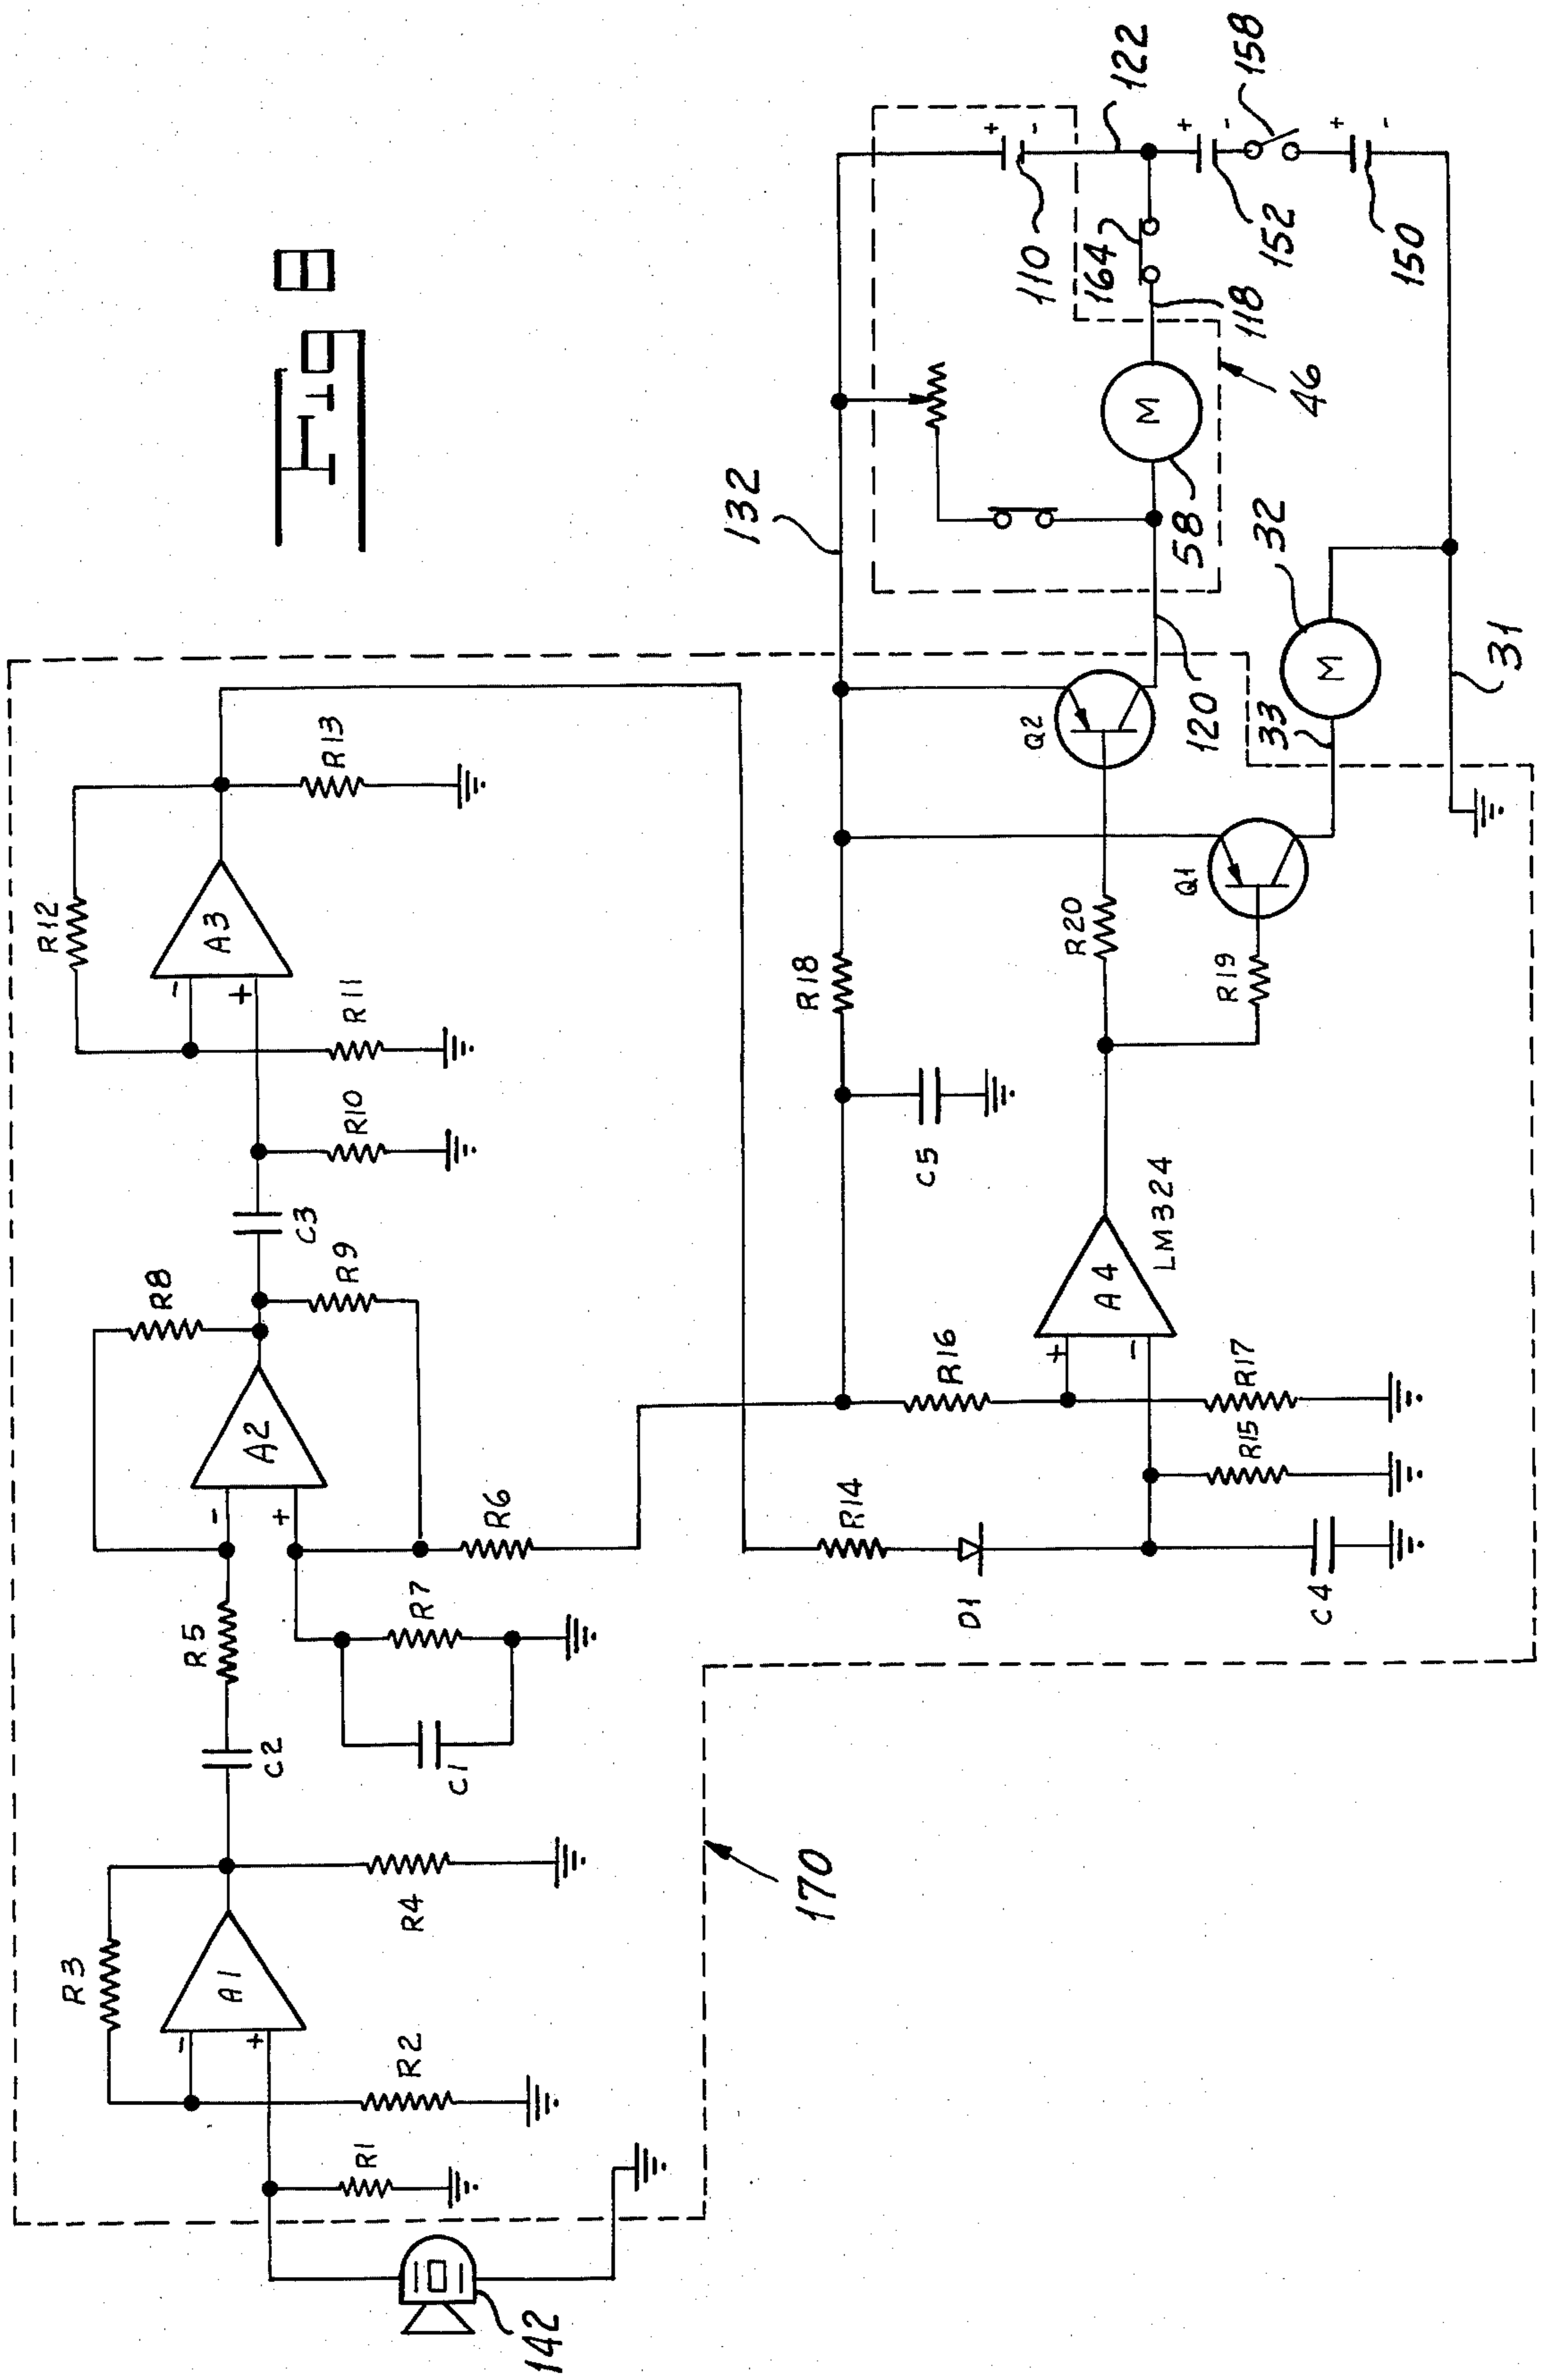 FIG. 8
R12
R3
R8
A3
R13
A1
A2
R5
C2
C3
R10
R11
R1
R2
R4
R7
C1
R6
R9
142
170
132
R18
C5
R14
D1
R16
A4
LM324
R15
R17
C4
R20
R19
Q2
Q1
120
33
32
31
58
M
M
46
118
164
110
122
152
158
150
+
-
+
-
+
-
+
-
+
-
+
-
+
-